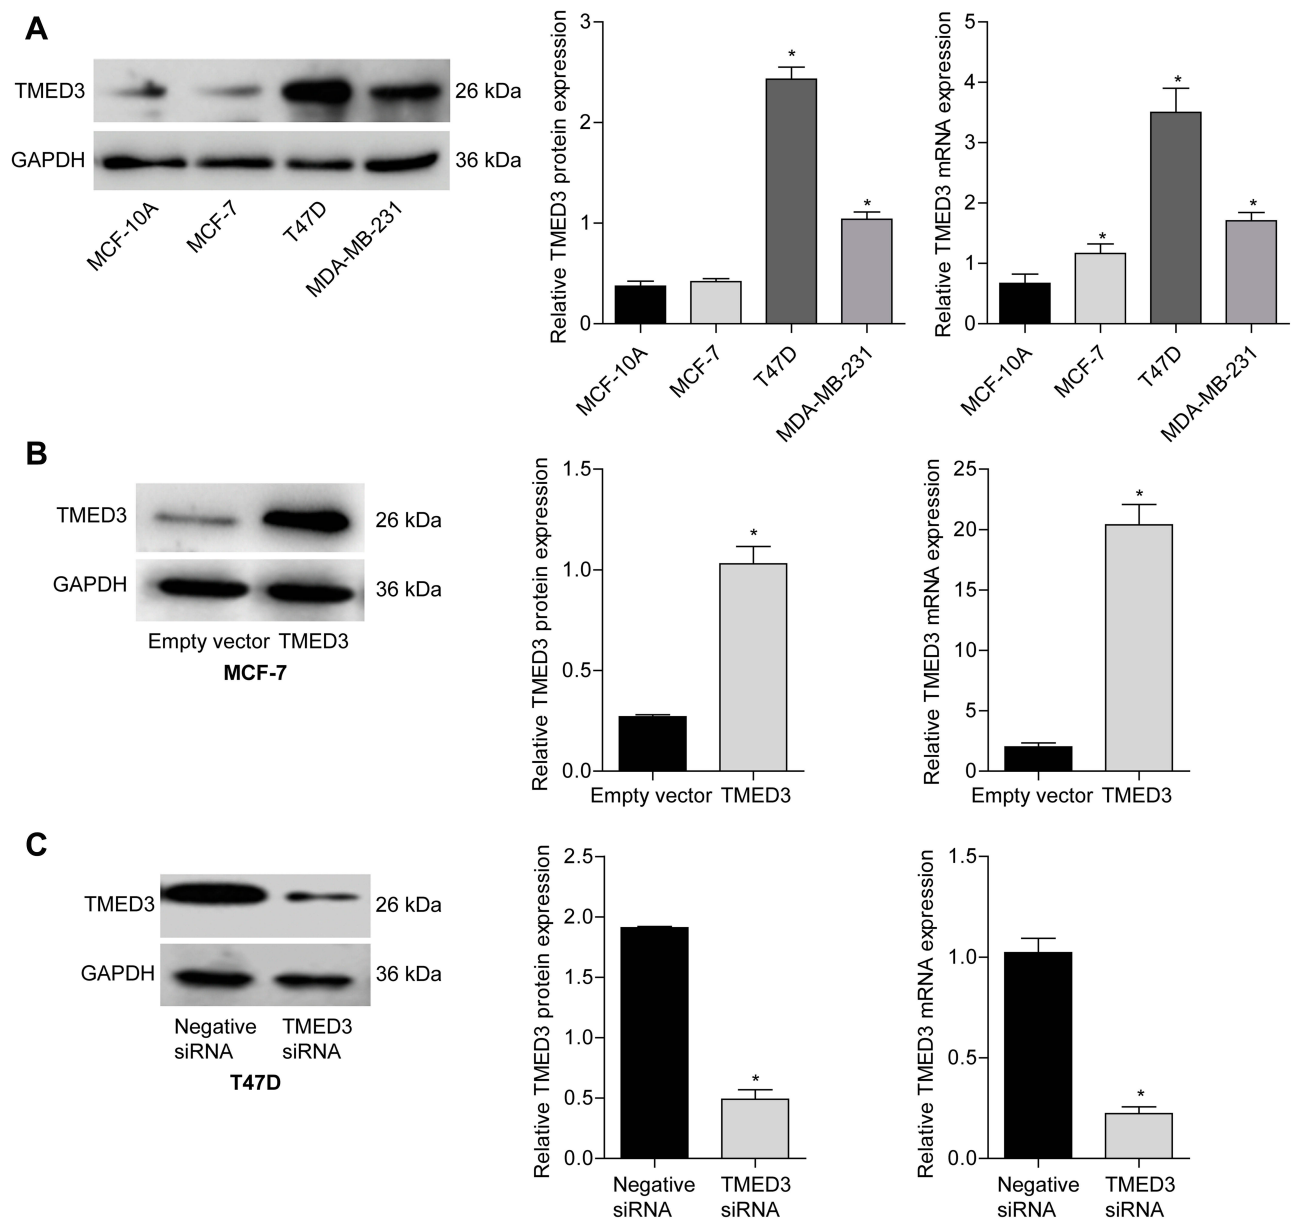 A
TMED3
26 kDa
GAPDH
36 kDa
MCF-10A
MCF-7
T47D
MDA-MB-231
Relative TMED3 protein expression
3
2
1
0
*
*
MCF-10A
MCF-7
T47D
MDA-MB-231
Relative TMED3 mRNA expression
5
4
3
2
1
0
*
*
*
MCF-10A
MCF-7
T47D
MDA-MB-231
B
TMED3
26 kDa
GAPDH
36 kDa
Empty vector TMED3
MCF-7
Relative TMED3 protein expression
1.5
1.0
0.5
0.0
*
Empty vector TMED3
Relative TMED3 mRNA expression
25
20
15
10
5
0
*
Empty vector TMED3
C
TMED3
26 kDa
GAPDH
36 kDa
Negative siRNA
TMED3 siRNA
T47D
Relative TMED3 protein expression
2.5
2.0
1.5
1.0
0.5
0.0
*
Negative siRNA
TMED3 siRNA
Relative TMED3 mRNA expression
1.5
1.0
0.5
0.0
*
Negative siRNA
TMED3 siRNA